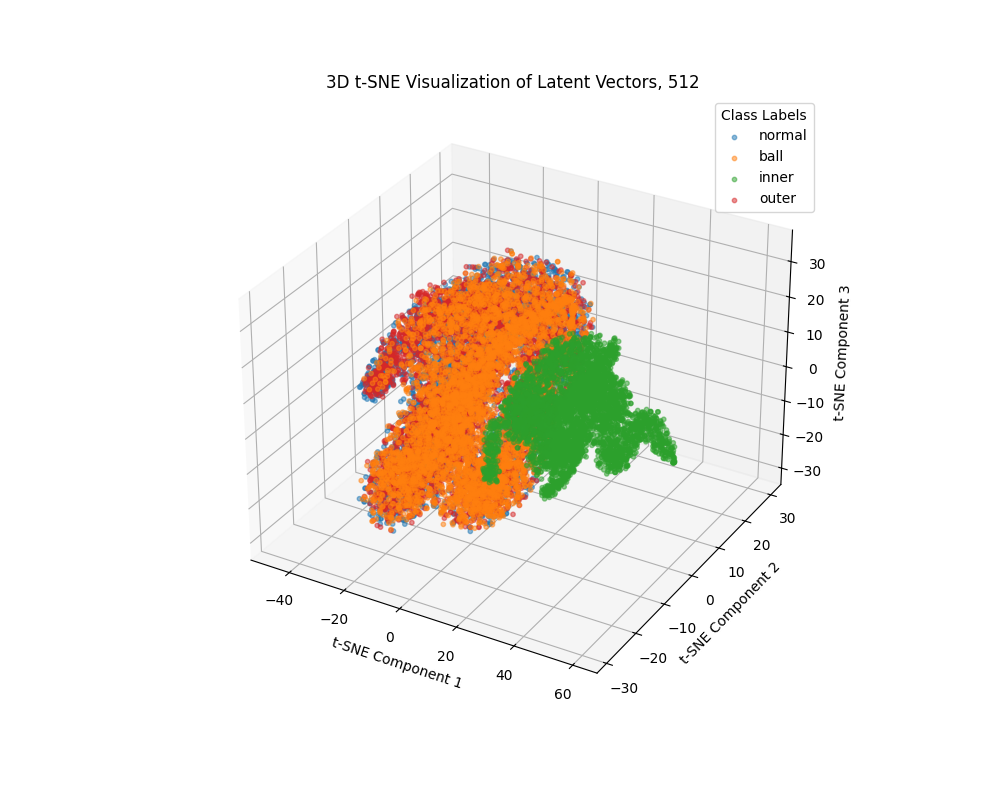 3D t-SNE Visualization of Latent Vectors, 512
Class Labels
normal
ball
inner
outer
30
20
10
0
−10
−20
−30
t-SNE Component 3
30
20
10
0
−10
−20
−30
t-SNE Component 2
−40
−20
0
20
40
60
t-SNE Component 1